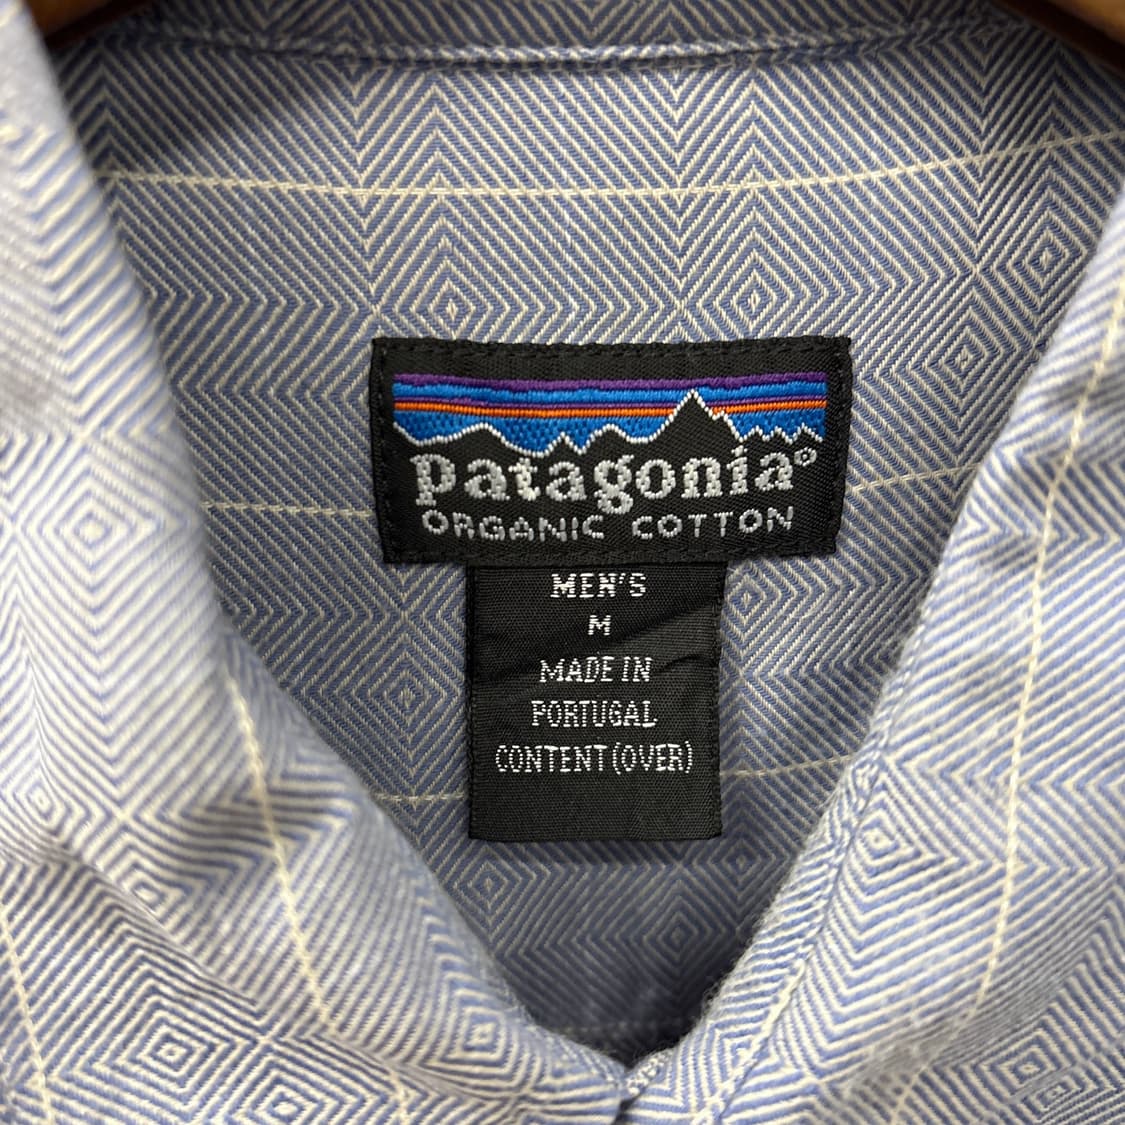 patagonia®
ORGANIC COTTON
MEN'S
M
MADE IN
PORTUGAL
CONTENT (OVER)